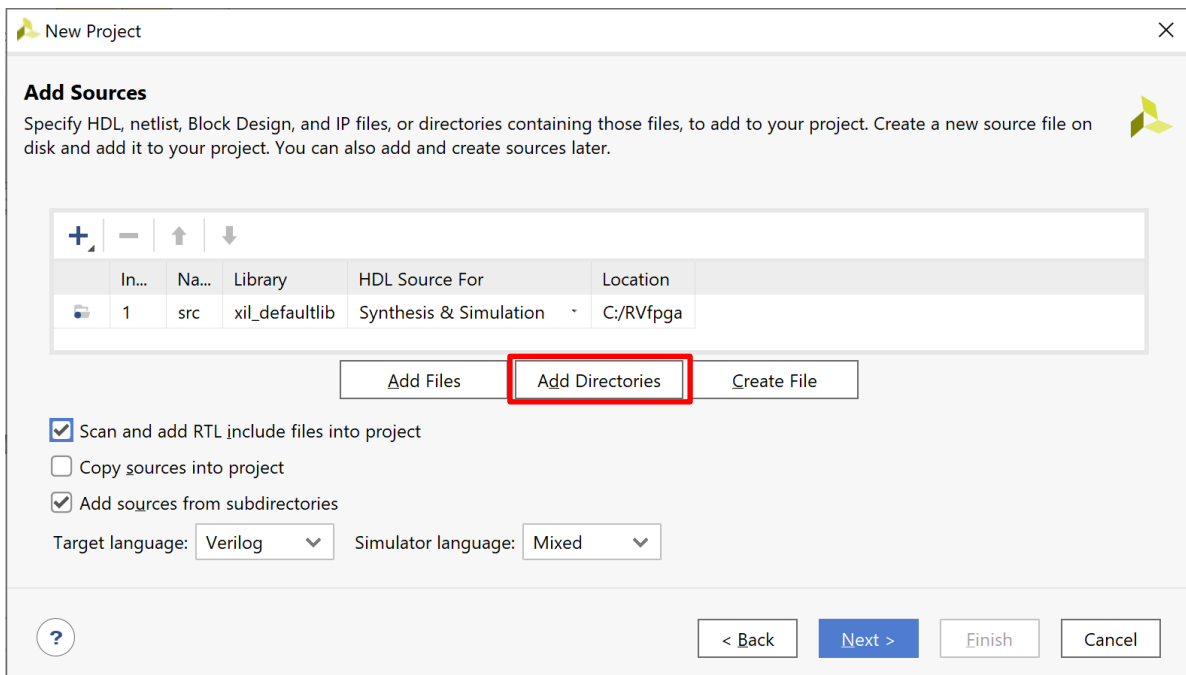 New Project
Add Sources
Specify HDL, netlist, Block Design, and IP files, or directories containing those files, to add to your project. Create a new source file on
disk and add it to your project. You can also add and create sources later.
In... Na... Library HDL Source For Location
1 src xil_defaultlib Synthesis & Simulation C:/RVfpga
Add Files Add Directories Create File
Scan and add RTL include files into project
Copy sources into project
Add sources from subdirectories
Target language: Verilog Simulator language: Mixed
? < Back Next > Finish Cancel